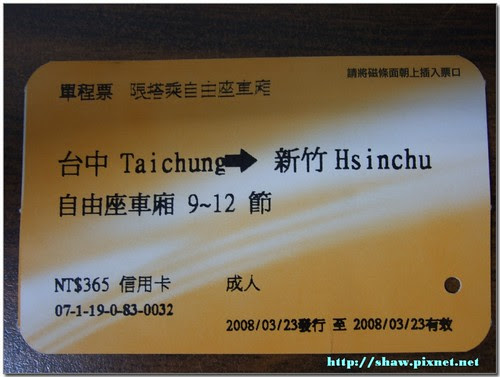 請將磁條面朝上插入票口
單程票 限搭乘自由座車廂
台中 Taichung➡ 新竹 Hsinchu
自由座車廂 9~12 節
NT$365 信用卡 成人
07-1-19-0-83-0032
2008/03/23發行 至 2008/03/23有效
http://shaw.pixnet.net